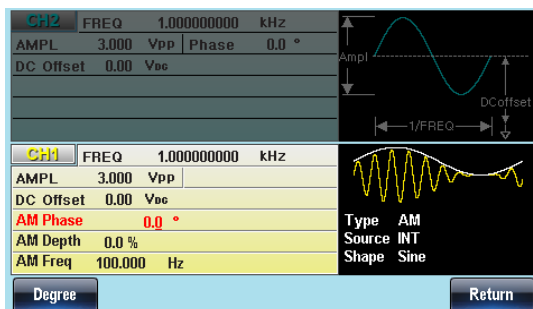 CH2 FREQ 1.000000000 kHz
AMPL 3.000 VPP Phase 0.0 °
DC Offset 0.00 VDC
Ampl
DCoffset
1/FREQ
CH1 FREQ 1.000000000 kHz
AMPL 3.000 VPP
DC Offset 0.00 VDC
AM Phase 0.0 °
AM Depth 0.0 %
AM Freq 100.000 Hz
Type AM
Source INT
Shape Sine
Degree
Return